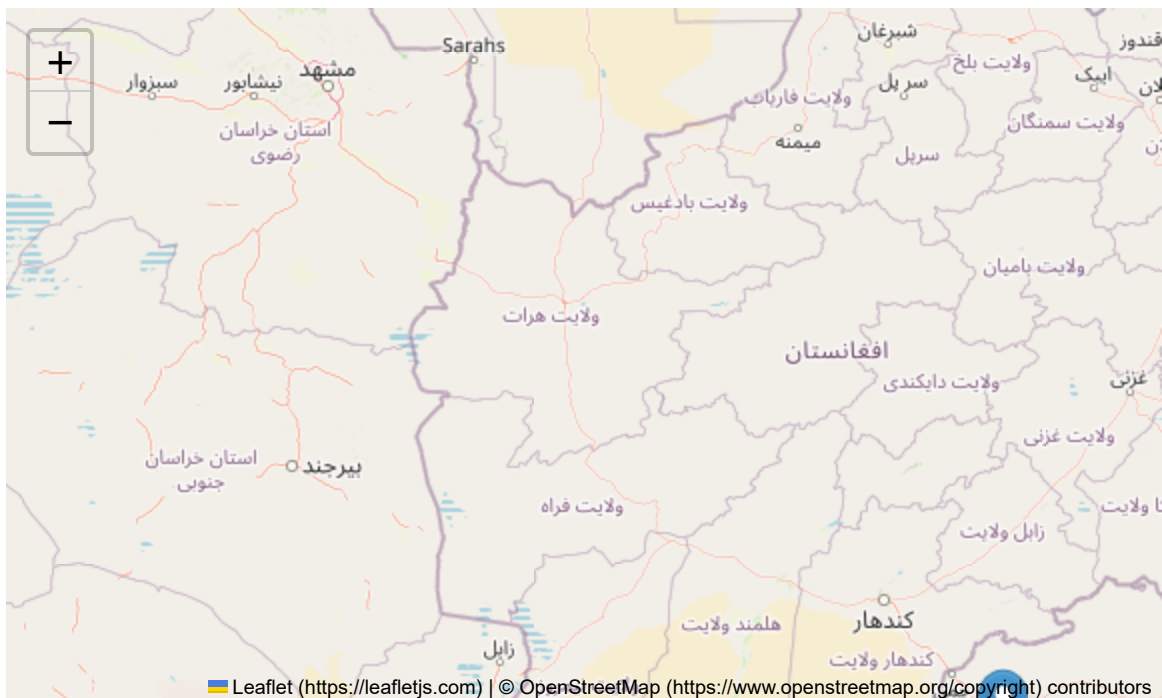 +
−
Sarahs
شبرغان
قندوز
ولایت بلخ
ایبک
مشهد
نیشابور
سبزوار
سر پل
ولایت فاریاب
ولایت سمنگان
استان خراسان
رضوی
میمنه
سرپل
ولایت بادغیس
ولایت بامیان
ولایت هرات
افغانستان
ولایت دایکندی
غزنی
ولایت غزنی
استان خراسان
جنوبی
بیرجند
ولایت فراه
زابل ولایت
هلمند ولایت
کندهار
زابل
کندهار ولایت
Leaflet (https://leafletjs.com) | © OpenStreetMap (https://www.openstreetmap.org/copyright) contributors